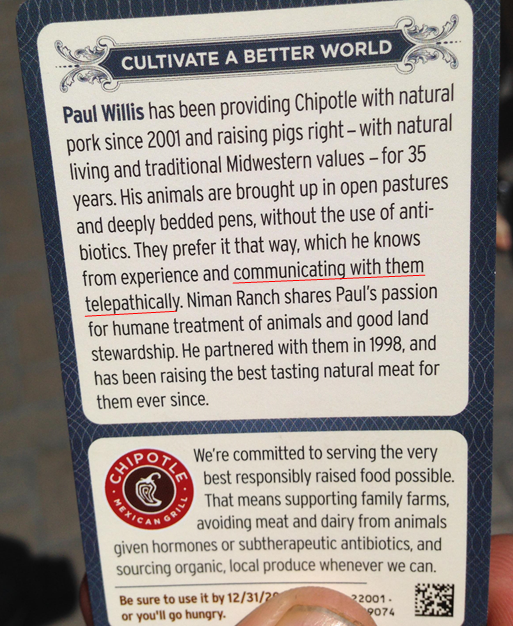 CULTIVATE A BETTER WORLD
Paul Willis has been providing Chipotle with natural
pork since 2001 and raising pigs right – with natural
living and traditional Midwestern values – for 35
years. His animals are brought up in open pastures
and deeply bedded pens, without the use of anti-
biotics. They prefer it that way, which he knows
from experience and communicating with them
telepathically. Niman Ranch shares Paul's passion
for humane treatment of animals and good land
stewardship. He partnered with them in 1998, and
has been raising the best tasting natural meat for
them ever since.
CHIPOTLE
MEXICAN GRILL
We're committed to serving the very
best responsibly raised food possible.
That means supporting family farms,
avoiding meat and dairy from animals
given hormones or subtherapeutic antibiotics, and
sourcing organic, local produce whenever we can.
Be sure to use it by 12/31/
22001 -
or you'll go hungry.
9074